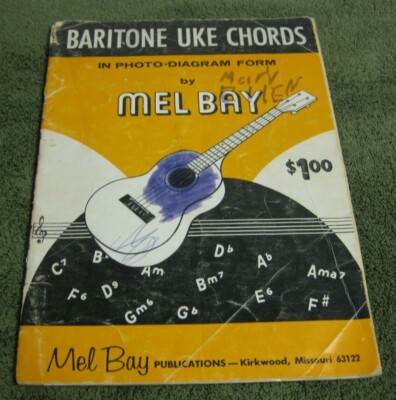 BARITONE UKE CHORDS
IN PHOTO-DIAGRAM FORM
by
MEL BAY
$1.00
C7 B- Am Db Ab Ama7
F6 D9 Bm7 E6 F#
Gm6 Gb
Mel Bay PUBLICATIONS — Kirkwood, Missouri 63122